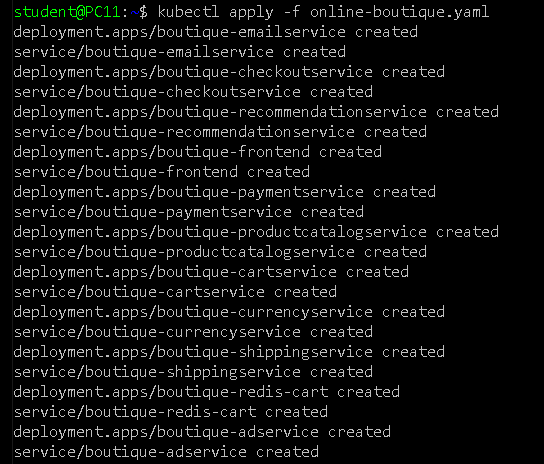 student@PC11:~$ kubectl apply -f online-boutique.yaml
deployment.apps/boutique-emailservice created
service/boutique-emailservice created
deployment.apps/boutique-checkoutservice created
service/boutique-checkoutservice created
deployment.apps/boutique-recommendationservice created
service/boutique-recommendationservice created
deployment.apps/boutique-frontend created
service/boutique-frontend created
deployment.apps/boutique-paymentservice created
service/boutique-paymentservice created
deployment.apps/boutique-productcatalogservice created
service/boutique-productcatalogservice created
deployment.apps/boutique-cartservice created
service/boutique-cartservice created
deployment.apps/boutique-currencyservice created
service/boutique-currencyservice created
deployment.apps/boutique-shippingservice created
service/boutique-shippingservice created
deployment.apps/boutique-redis-cart created
service/boutique-redis-cart created
deployment.apps/boutique-adservice created
service/boutique-adservice created